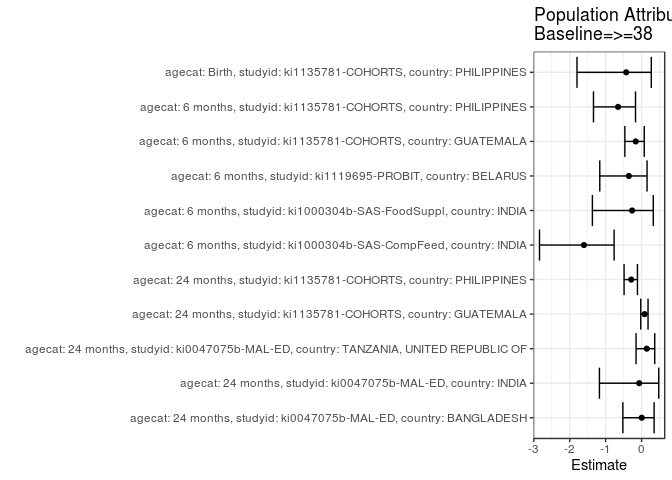 Population Attribu
Baseline=>=38
agecat: Birth, studyid: ki1135781-COHORTS, country: PHILIPPINES
agecat: 6 months, studyid: ki1135781-COHORTS, country: PHILIPPINES
agecat: 6 months, studyid: ki1135781-COHORTS, country: GUATEMALA
agecat: 6 months, studyid: ki1119695-PROBIT, country: BELARUS
agecat: 6 months, studyid: ki1000304b-SAS-FoodSuppl, country: INDIA
agecat: 6 months, studyid: ki1000304b-SAS-CompFeed, country: INDIA
agecat: 24 months, studyid: ki1135781-COHORTS, country: PHILIPPINES
agecat: 24 months, studyid: ki1135781-COHORTS, country: GUATEMALA
agecat: 24 months, studyid: ki0047075b-MAL-ED, country: TANZANIA, UNITED REPUBLIC OF
agecat: 24 months, studyid: ki0047075b-MAL-ED, country: INDIA
agecat: 24 months, studyid: ki0047075b-MAL-ED, country: BANGLADESH
-3 -2 -1 0
Estimate